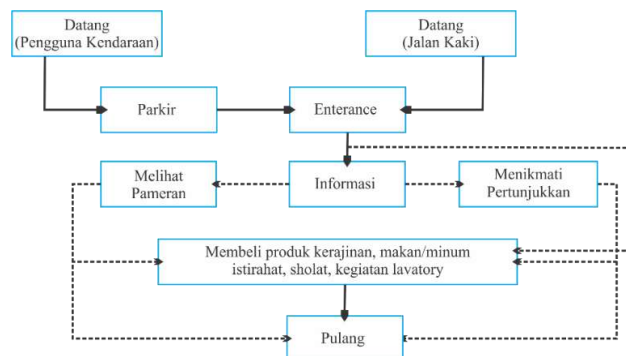 Datang
(Pengguna Kendaraan)
Datang
(Jalan Kaki)
Parkir
Enterance
Melihat
Pameran
Informasi
Menikmati
Pertunjukkan
Membeli produk kerajinan, makan/minum
istirahat, sholat, kegiatan lavatory
Pulang